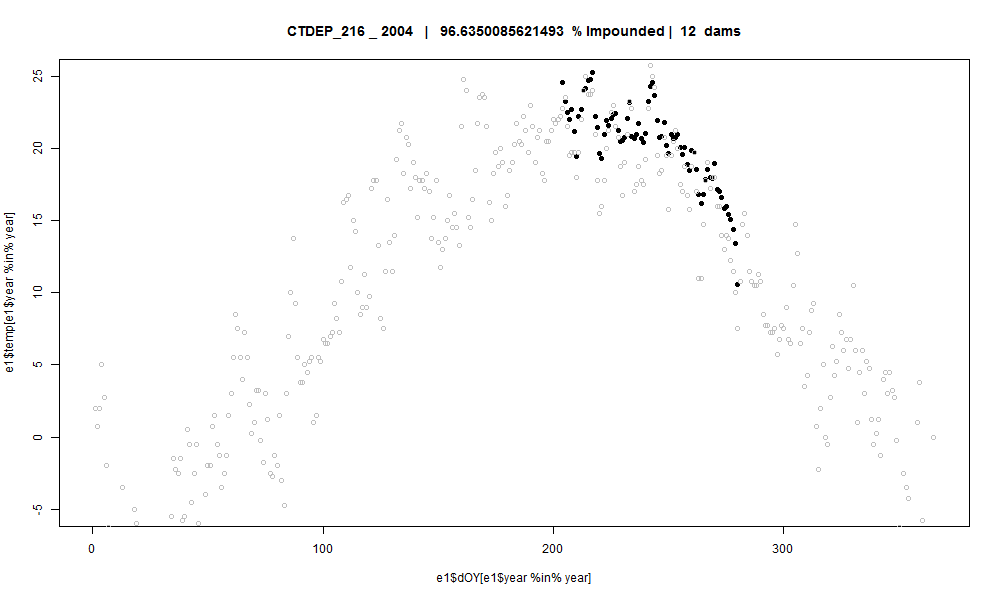 CTDEP_216 _ 2004 | 96.6350085621493 % Impounded | 12 dams
e1$temp[e1$year %in% year]
25
20
15
10
5
0
-5
0 100 200 300
e1$dOY[e1$year %in% year]